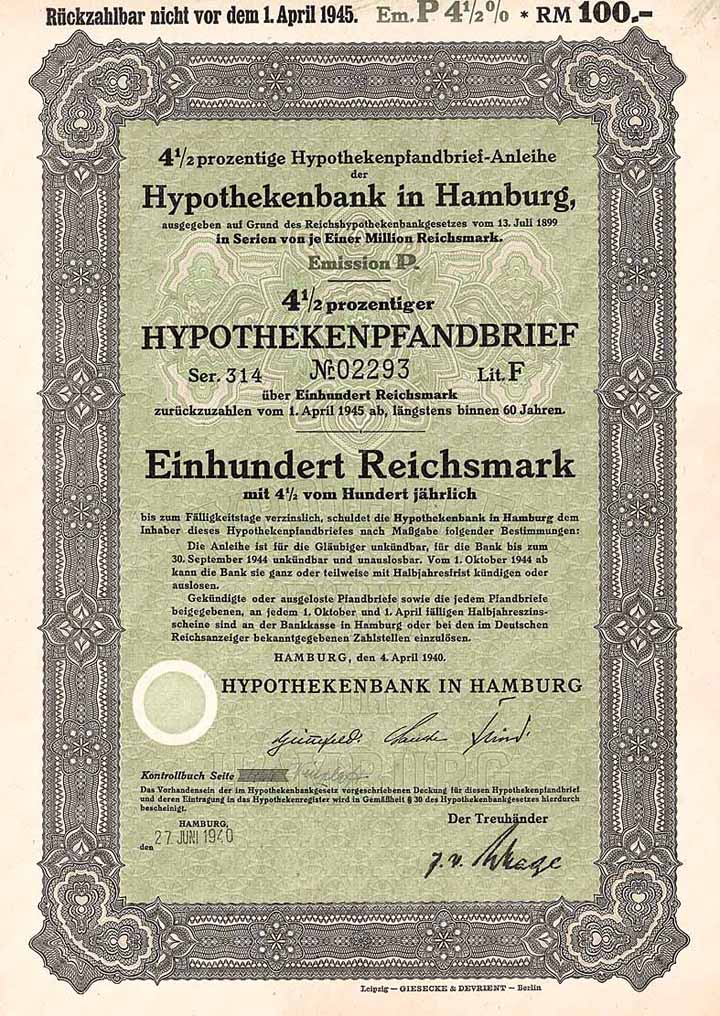 Rückzahlbar nicht vor dem 1. April 1945. Em. P 4½% * RM 100.-
4½ prozentige Hypothekenpfandbrief-Anleihe
der
Hypothekenbank in Hamburg,
ausgegeben auf Grund des Reichshypothekenbankgesetzes vom 13. Juli 1899
in Serien von je Einer Million Reichsmark.
Emission P.
4½ prozentiger
HYPOTHEKENPFANDBRIEF
Ser. 314 № 02293 Lit. F
über Einhundert Reichsmark
zurückzuzahlen vom 1. April 1945 ab, längstens binnen 60 Jahren.
Einhundert Reichsmark
mit 4½ vom Hundert jährlich
bis zum Fälligkeitstage verzinslich, schuldet die Hypothekenbank in Hamburg dem
Inhaber dieses Hypothekenpfandbriefes nach Maßgabe folgender Bestimmungen:
Die Anleihe ist für die Gläubiger unkündbar, für die Bank bis zum
30. September 1944 unkündbar und unauslosbar. Vom 1. Oktober 1944 ab
kann die Bank sie ganz oder teilweise mit Halbjahresfrist kündigen oder
auslosen.
Gekündigte oder ausgeloste Pfandbriefe sowie die jedem Pfandbriefe
beigegebenen, an jedem 1. Oktober und 1. April fälligen Halbjahreszins-
scheine sind an der Bankkasse in Hamburg oder bei den im Deutschen
Reichsanzeiger bekanntgegebenen Zahlstellen einzulösen.
HAMBURG, den 4. April 1940.
HYPOTHEKENBANK IN HAMBURG
Kontrollbuch Seite
Das Vorhandensein der im Hypothekenbankgesetz vorgeschriebenen Deckung für diesen Hypothekenpfandbrief
und deren Eintragung in das Hypothekenregister wird in Gemäßheit § 30 des Hypothekenbankgesetzes hierdurch
bescheinigt.
Der Treuhänder
HAMBURG,
den 27. JUNI 1940
Leipzig — GIESECKE & DEVRIENT — Berlin